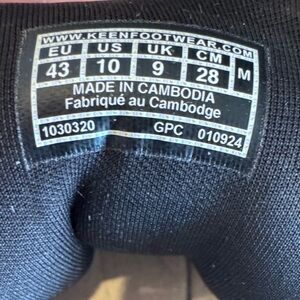 WWW.KEENFOOTWEAR.COM
EU US UK CM M
43 10 9 28
MADE IN CAMBODIA
Fabriqué au Cambodge
1030320 GPC 010924